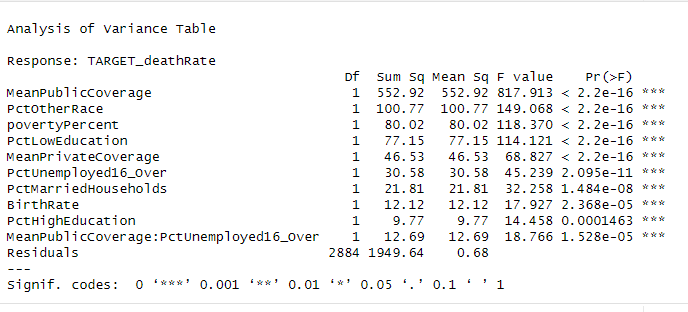 Analysis of Variance Table
Response: TARGET_deathRate
Df Sum Sq Mean Sq F value Pr(>F)
MeanPublicCoverage 1 552.92 552.92 817.913 < 2.2e-16 ***
PctOtherRace 1 100.77 100.77 149.068 < 2.2e-16 ***
povertyPercent 1 80.02 80.02 118.370 < 2.2e-16 ***
PctLowEducation 1 77.15 77.15 114.121 < 2.2e-16 ***
MeanPrivateCoverage 1 46.53 46.53 68.827 < 2.2e-16 ***
PctUnemployed16_Over 1 30.58 30.58 45.239 2.095e-11 ***
PctMarriedHouseholds 1 21.81 21.81 32.258 1.484e-08 ***
BirthRate 1 12.12 12.12 17.927 2.368e-05 ***
PctHighEducation 1 9.77 9.77 14.458 0.0001463 ***
MeanPublicCoverage:PctUnemployed16_Over 1 12.69 12.69 18.766 1.528e-05 ***
Residuals 2884 1949.64 0.68
---
Signif. codes: 0 ‘***’ 0.001 ‘**’ 0.01 ‘*’ 0.05 ‘.’ 0.1 ‘ ’ 1